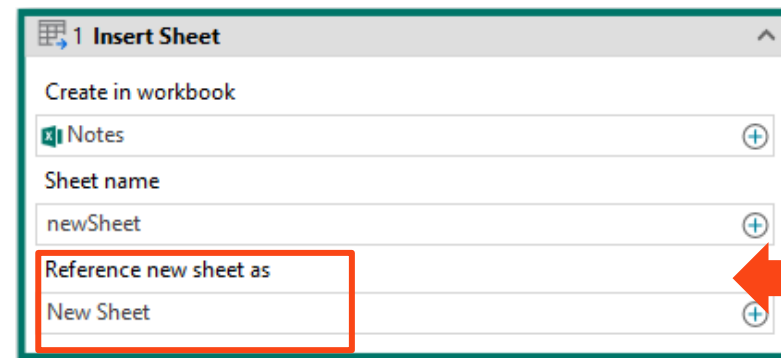 1 Insert Sheet
Create in workbook
Notes
Sheet name
newSheet
Reference new sheet as
New Sheet